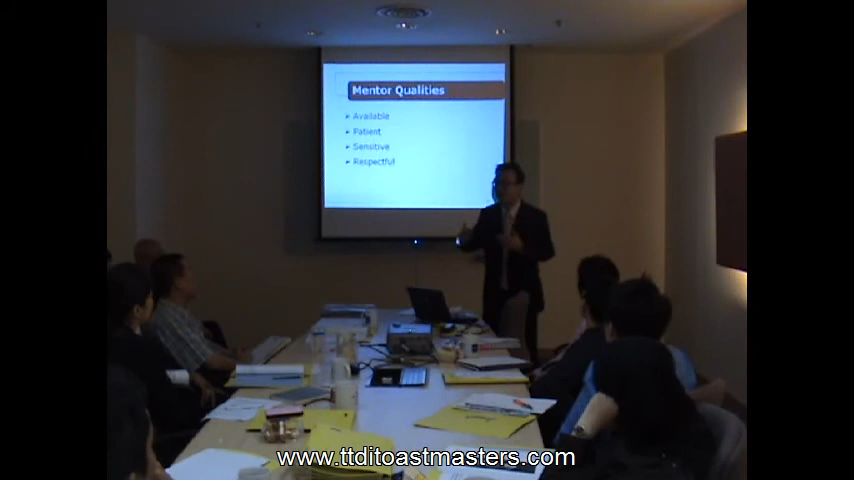 Mentor Qualities
Available
Patient
Sensitive
Respectful
www.ttditoastmasters.com